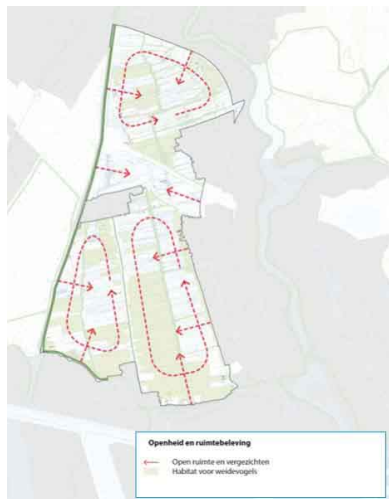 Openheid en ruimtebeleving
Open ruimte en vergezichten
Habitat voor weidevogels